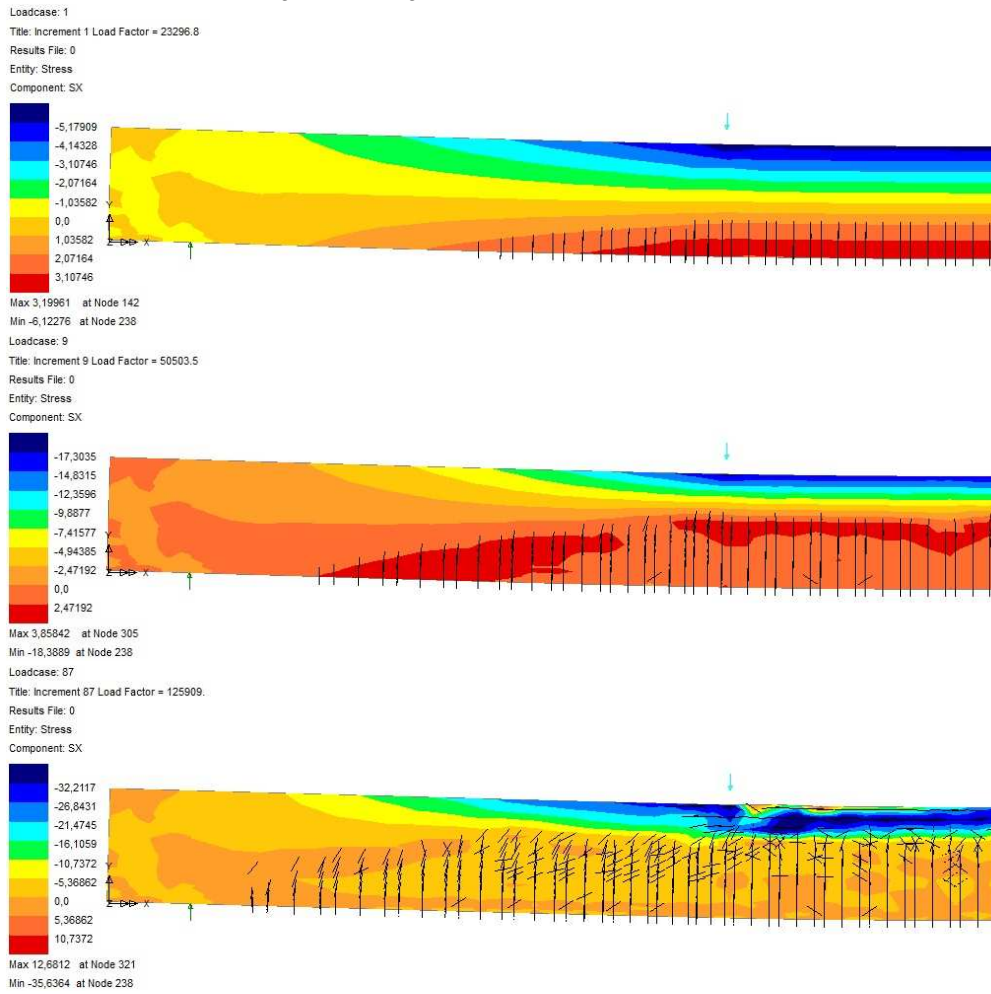 Loadcase: 1
Title: Increment 1 Load Factor = 23296.8
Results File: 0
Entity: Stress
Component: SX
-5,17909
-4,14328
-3,10746
-2,07164
-1,03582
0,0
1,03582
2,07164
3,10746
Y
Z X
Max 3,19961 at Node 142
Min -6,12276 at Node 238
Loadcase: 9
Title: Increment 9 Load Factor = 50503.5
Results File: 0
Entity: Stress
Component: SX
-17,3035
-14,8315
-12,3596
-9,8877
-7,41577
-4,94385
-2,47192
0,0
2,47192
Y
Z X
Max 3,85842 at Node 305
Min -18,3889 at Node 238
Loadcase: 87
Title: Increment 87 Load Factor = 125909.
Results File: 0
Entity: Stress
Component: SX
-32,2117
-26,8431
-21,4745
-16,1059
-10,7372
-5,36862
0,0
5,36862
10,7372
Y
Z X
Max 12,6812 at Node 321
Min -35,6364 at Node 238